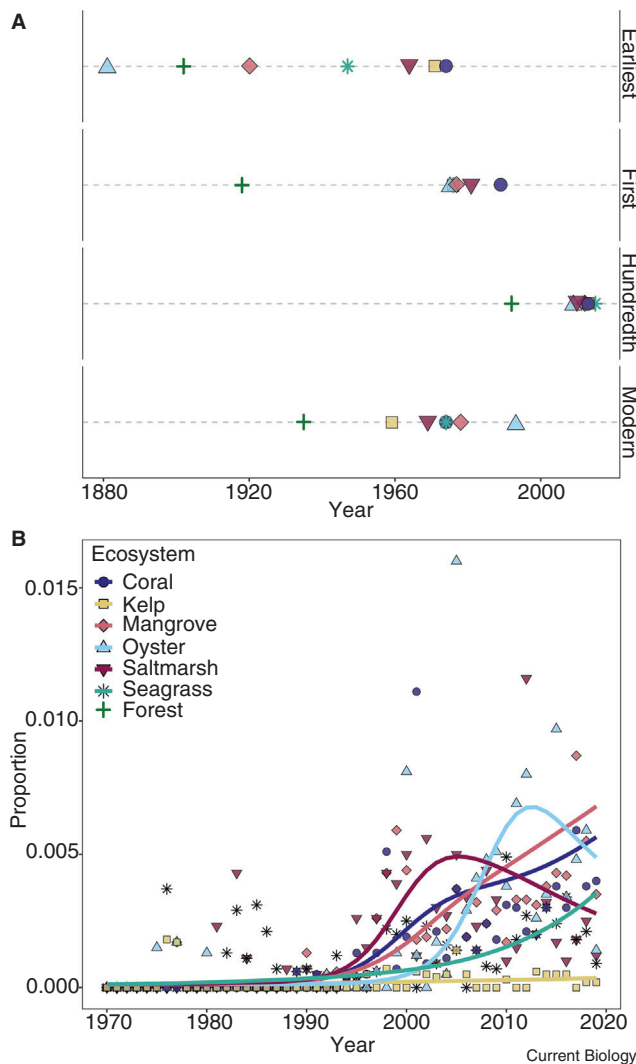 A
Earliest
First
Hundredth
Modern
1880
1920
1960
2000
Year
B
Ecosystem
Coral
Kelp
Mangrove
Oyster
Saltmarsh
Seagrass
Forest
0.015
0.010
0.005
0.000
Proportion
1970
1980
1990
2000
2010
2020
Year
Current Biology